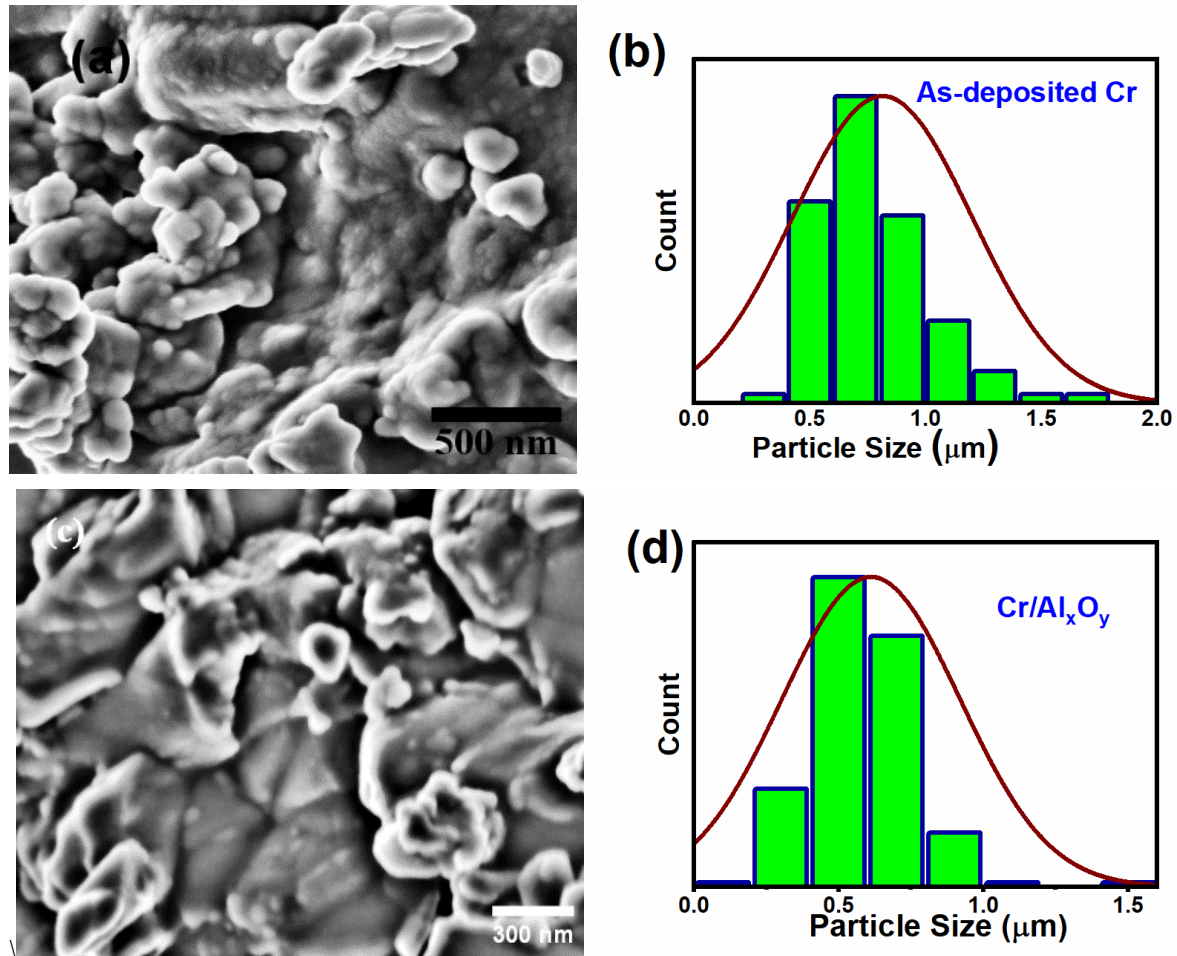 (a)
500 nm
(b)
As-deposited Cr
Count
0.0 0.5 1.0 1.5 2.0
Particle Size (μm)
(c)
300 nm
\
(d)
Cr/AlxOy
Count
0.0 0.5 1.0 1.5
Particle Size (μm)